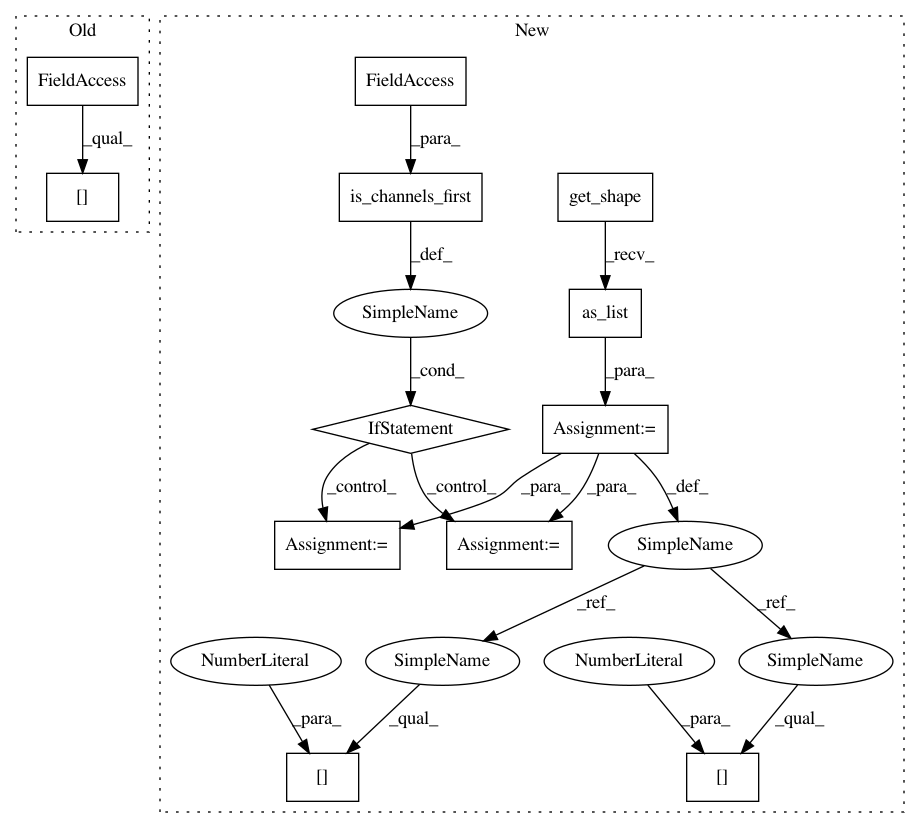 Old
New
FieldAccess
FieldAccess
_qual_
_para_
[]
is_channels_first
get_shape
_def_
_recv_
SimpleName
as_list
_cond_
_para_
IfStatement
Assignment:=
_control_
_control_
_para_
_para_
_def_
Assignment:=
Assignment:=
SimpleName
_ref_
_ref_
NumberLiteral
SimpleName
NumberLiteral
SimpleName
_para_
_qual_
_para_
_qual_
[]
[]